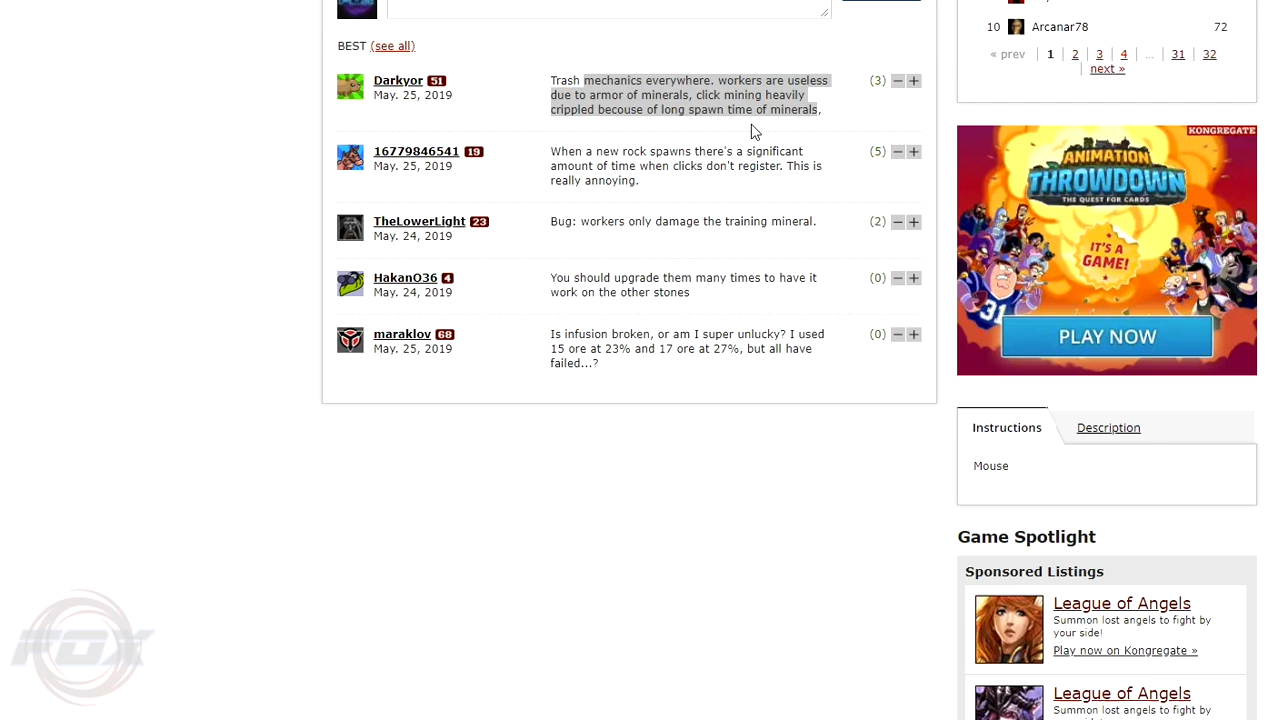 BEST (see all)
Darkyor 51
May. 25, 2019
Trash mechanics everywhere. workers are useless
due to armor of minerals, click mining heavily
crippled becouse of long spawn time of minerals,
(3)
16779846541 19
May. 25, 2019
When a new rock spawns there's a significant
amount of time when clicks don't register. This is
really annoying.
(5)
TheLowerLight 23
May. 24, 2019
Bug: workers only damage the training mineral.
(2)
HakanO36 4
May. 24, 2019
You should upgrade them many times to have it
work on the other stones
(0)
maraklov 68
May. 25, 2019
Is infusion broken, or am I super unlucky? I used
15 ore at 23% and 17 ore at 27%, but all have
failed...?
(0)
10 Arcanar78 72
« prev 1 2 3 4 ... 31 32
next »
KONGREGATE
ANIMATION
THROWDOWN
THE QUEST FOR CARDS
IT'S A
GAME!
31
PLAY NOW
Instructions Description
Mouse
Game Spotlight
Sponsored Listings
League of Angels
Summon lost angels to fight by
your side!
Play now on Kongregate »
League of Angels
Summon lost angels to fight by
FOX